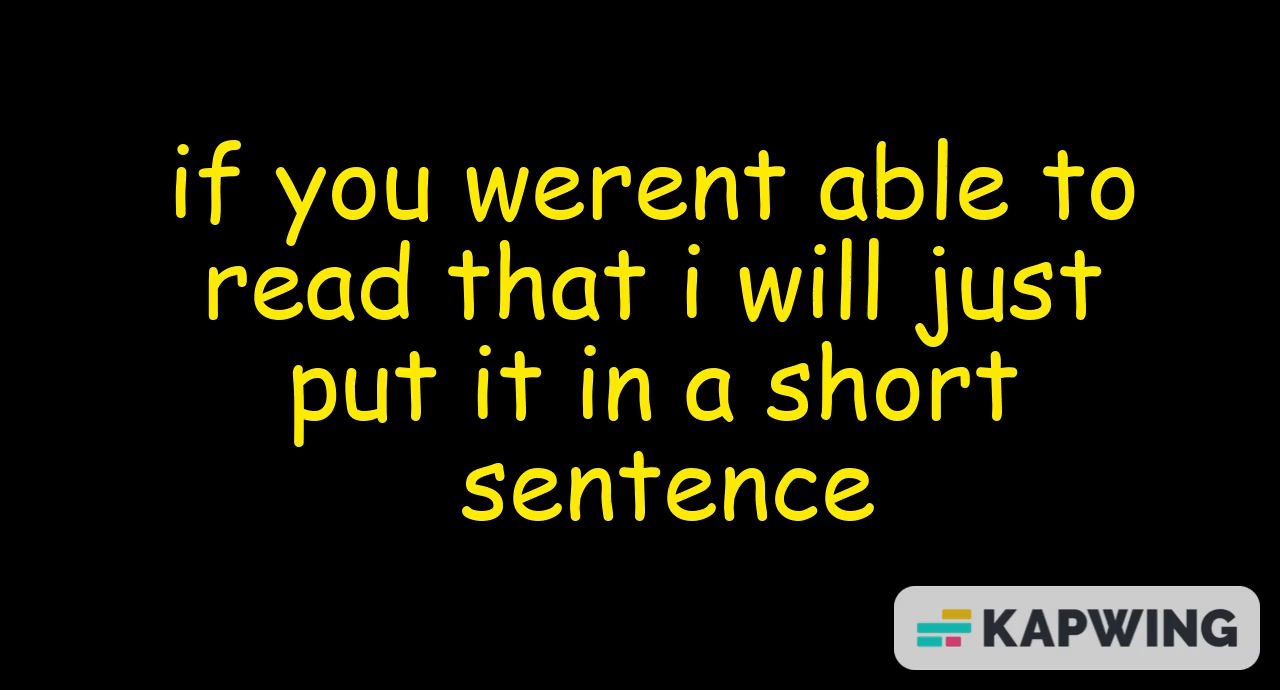 if you werent able to
read that i will just
put it in a short
sentence
KAPWING